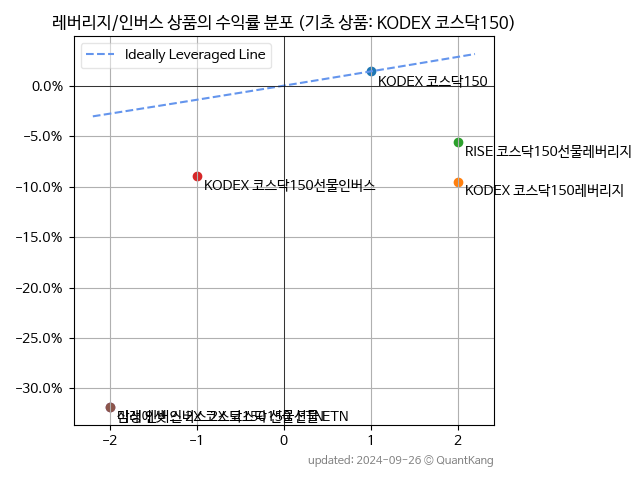 레버리지/인버스 상품의 수익률 분포 (기초 상품: KODEX 코스닥150)
Ideally Leveraged Line
0.0%
KODEX 코스닥150
−5.0%
RISE 코스닥150선물레버리지
−10.0%
KODEX 코스닥150선물인버스
KODEX 코스닥150레버리지
−15.0%
−20.0%
−25.0%
−30.0%
ETN
−2 −1 0 1 2
updated: 2024-09-26 © QuantKang